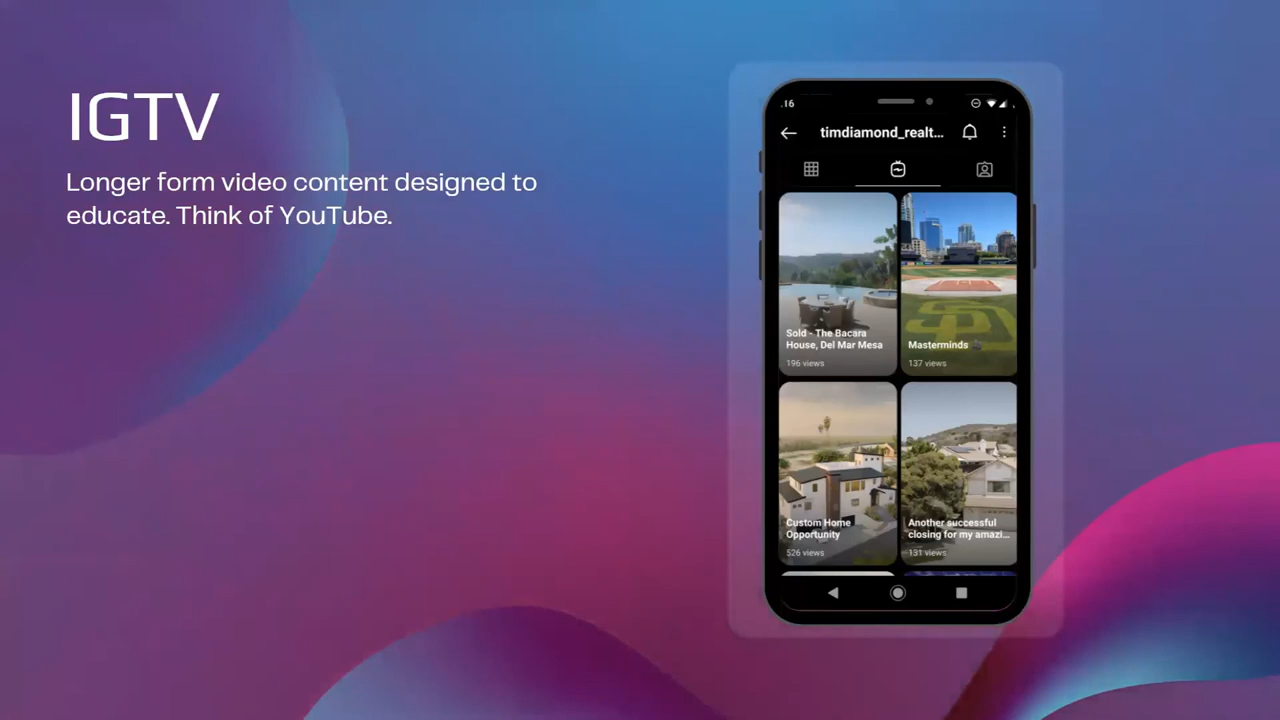 IGTV
Longer form video content designed to
educate. Think of YouTube.
.16
timdiamond_realt...
Sold - The Bacara
House, Del Mar Mesa
196 views
SD
Masterminds
137 views
Custom Home
Opportunity
526 views
Another successful
closing for my amazi...
131 views